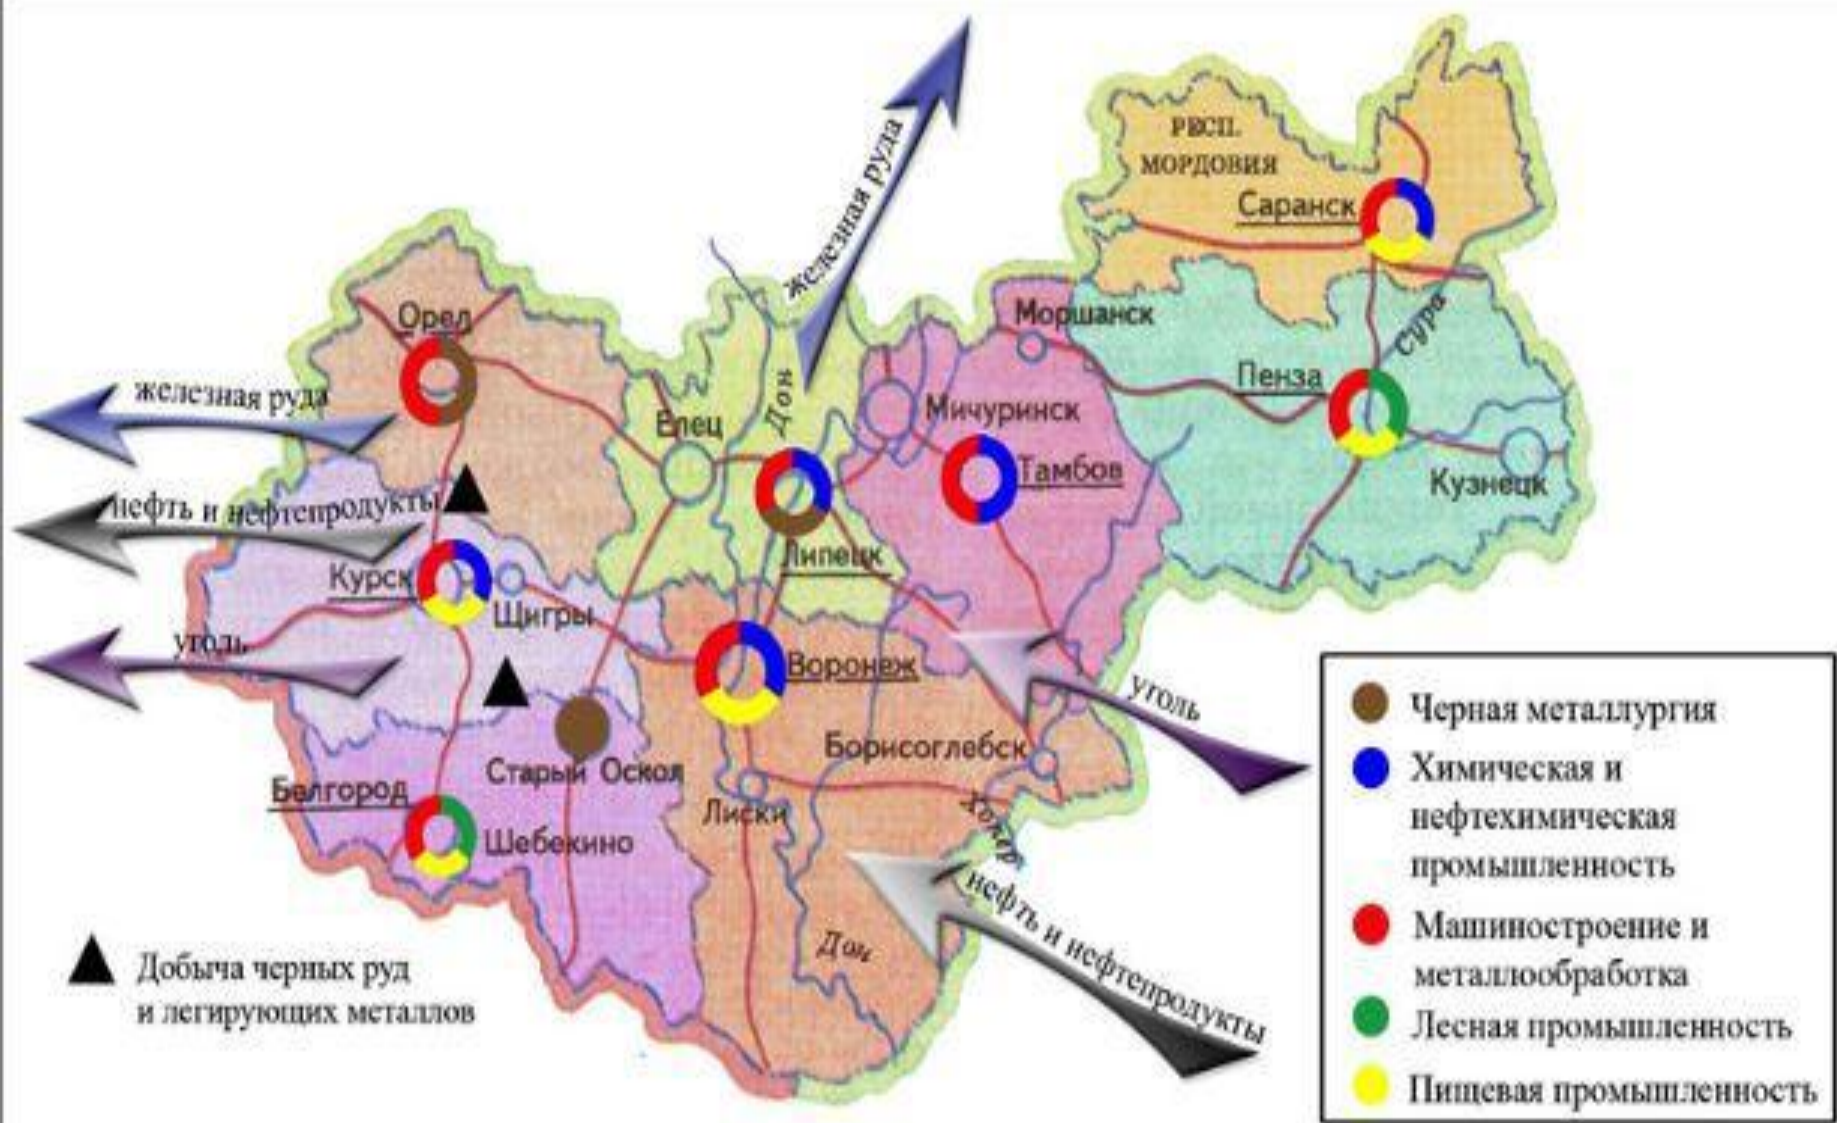 железная руда
РЕСП.
МОРДОВИЯ
Саранск
Орел
Моршанск
Сура
железная руда
Дон
Пенза
Елец
Мичуринск
Тамбов
Кузнецк
нефть и нефтепродукты
Липецк
Курск
Щигры
уголь
Воронеж
уголь
Борисоглебск
Старый Оскол
Белгород
Лиски
Хопер
Шебекино
нефть и нефтепродукты
Дон
Добыча черных руд
и легирующих металлов
Черная металлургия
Химическая и
нефтехимическая
промышленность
Машиностроение и
металлообработка
Лесная промышленность
Пищевая промышленность